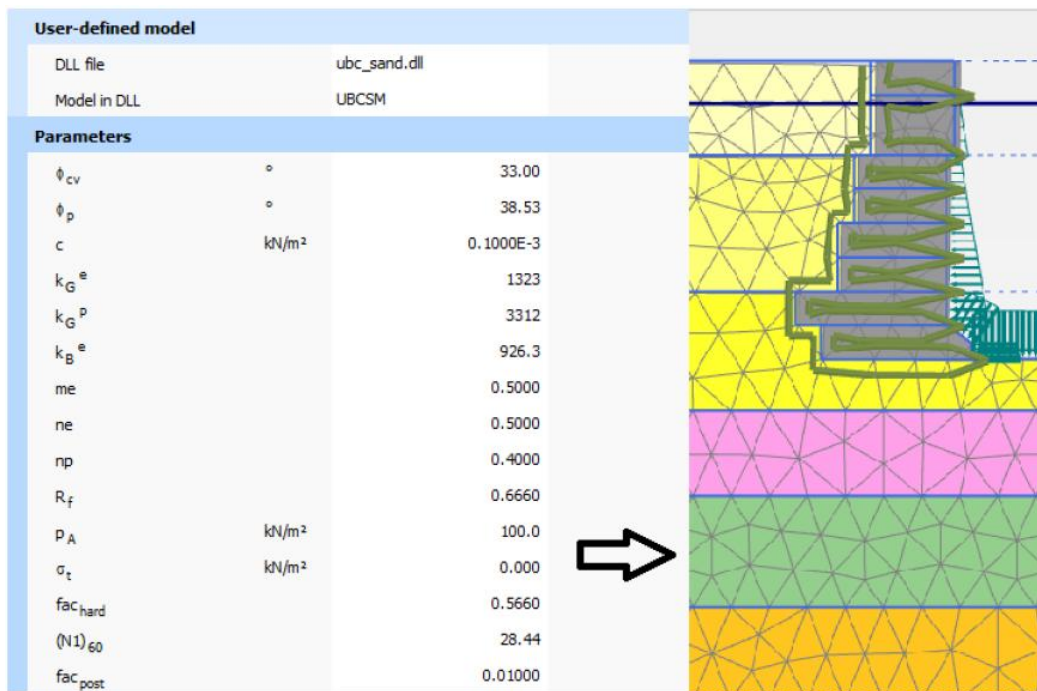 User-defined model
DLL file ubc_sand.dll
Model in DLL UBCSM
Parameters
ϕcv ° 33.00
ϕp ° 38.53
c kN/m² 0.1000E-3
kG^e 1323
kG^p 3312
kB^e 926.3
me 0.5000
ne 0.5000
np 0.4000
Rf 0.6660
pA kN/m² 100.0
σt kN/m² 0.000
fachard 0.5660
(N1)60 28.44
facpost 0.01000